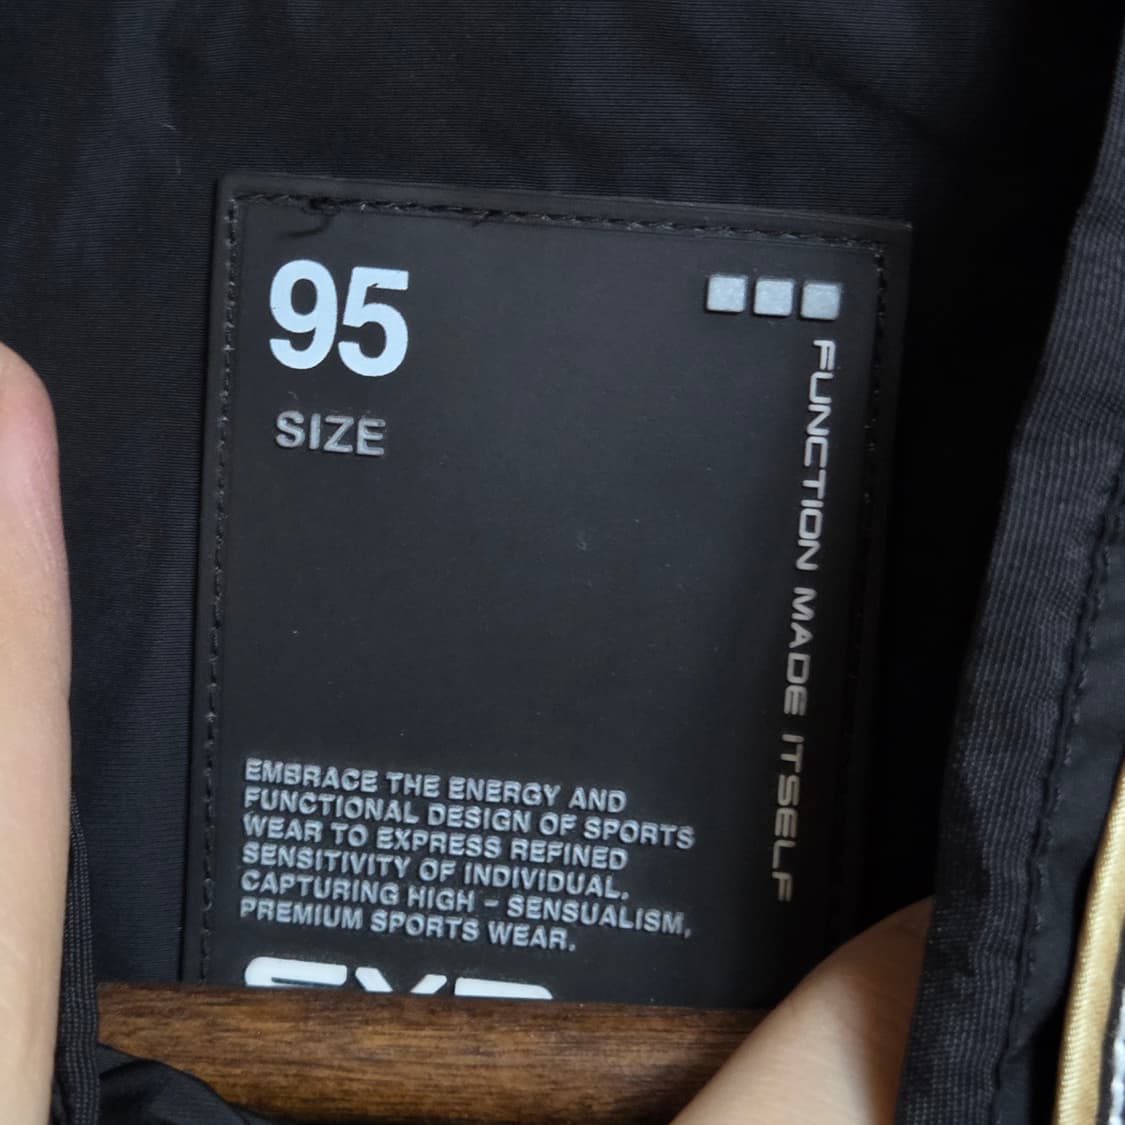 95
SIZE
FUNCTION MADE ITSELF
EMBRACE THE ENERGY AND
FUNCTIONAL DESIGN OF SPORTS
WEAR TO EXPRESS REFINED
SENSITIVITY OF INDIVIDUAL.
CAPTURING HIGH - SENSUALISM,
PREMIUM SPORTS WEAR.